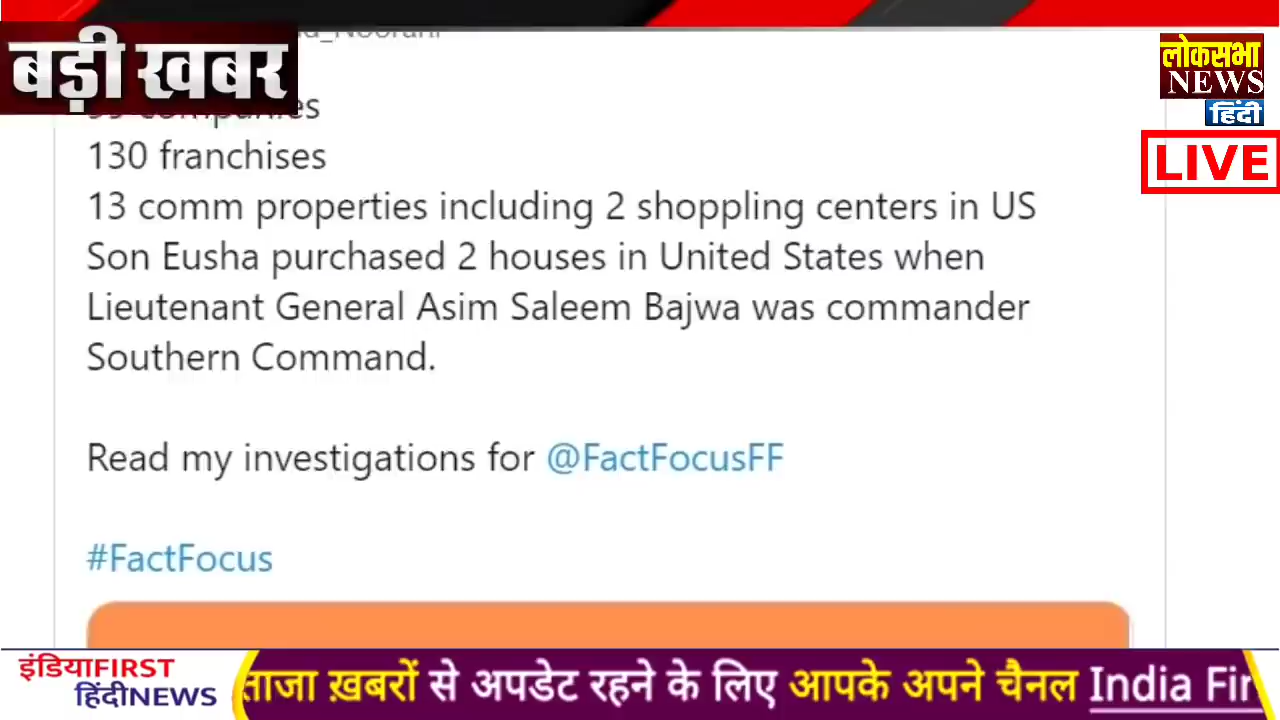 बड़ी खबर
लोकसभा
NEWS
हिंदी
LIVE
companies
130 franchises
13 comm properties including 2 shoppling centers in US
Son Eusha purchased 2 houses in United States when
Lieutenant General Asim Saleem Bajwa was commander
Southern Command.
Read my investigations for @FactFocusFF
#FactFocus
इंडियाFIRST
हिंदीNEWS
ताजा ख़बरों से अपडेट रहने के लिए आपके अपने चैनल India Fir